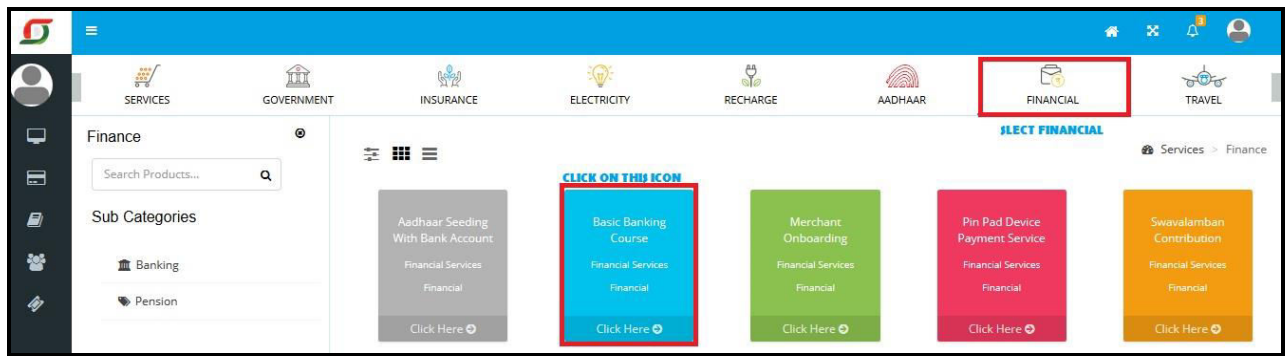 3
SERVICES
GOVERNMENT
INSURANCE
ELECTRICITY
RECHARGE
AADHAAR
FINANCIAL
TRAVEL
SLECT FINANCIAL
Finance
Services > Finance
Search Products...
CLICK ON THIS ICON
Sub Categories
Banking
Pension
Aadhaar Seeding
With Bank Account
Financial Services
Financial
Click Here
Basic Banking
Course
Financial Services
Financial
Click Here
Merchant
Onboarding
Financial Services
Financial
Click Here
Pin Pad Device
Payment Service
Financial Services
Financial
Click Here
Swavalamban
Contribution
Financial Services
Financial
Click Here